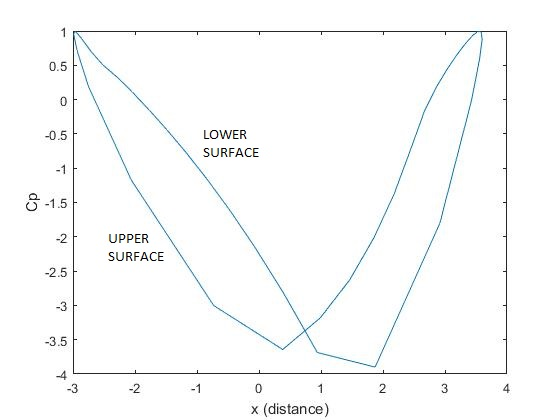 1
0.5
0
-0.5
-1
-1.5
-2
-2.5
-3
-3.5
-4
Cp
LOWER
SURFACE
UPPER
SURFACE
-3 -2 -1 0 1 2 3 4
x (distance)